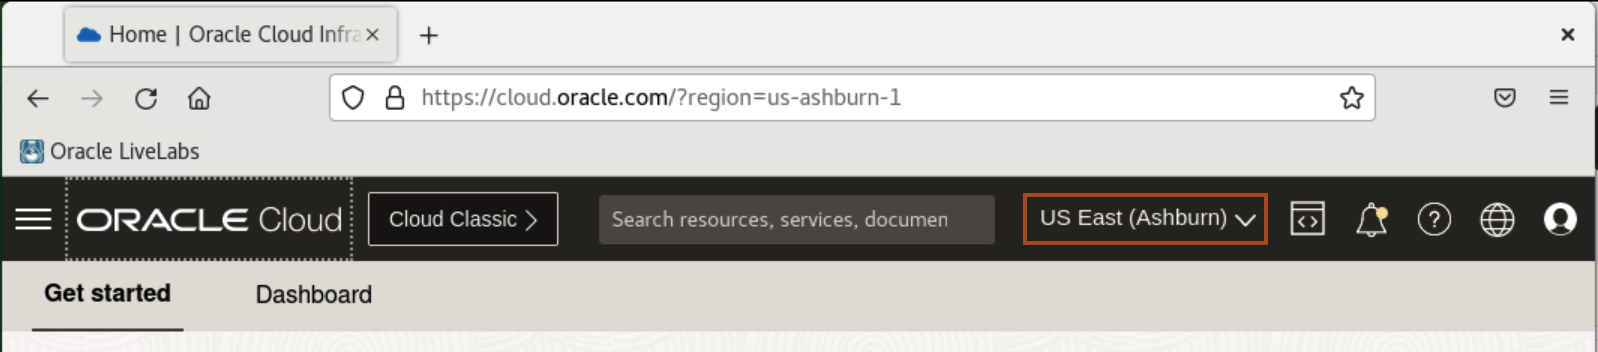 Home | Oracle Cloud Infra
https://cloud.oracle.com/?region=us-ashburn-1
Oracle LiveLabs
ORACLE Cloud
Cloud Classic
Search resources, services, documen
US East (Ashburn)
Get started
Dashboard